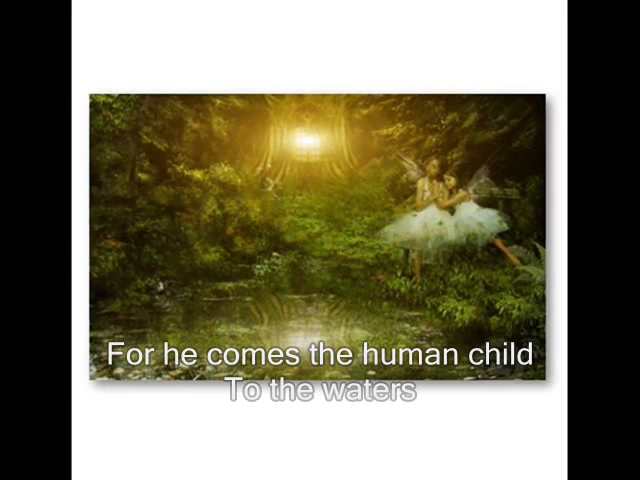 For he comes the human child
To the waters